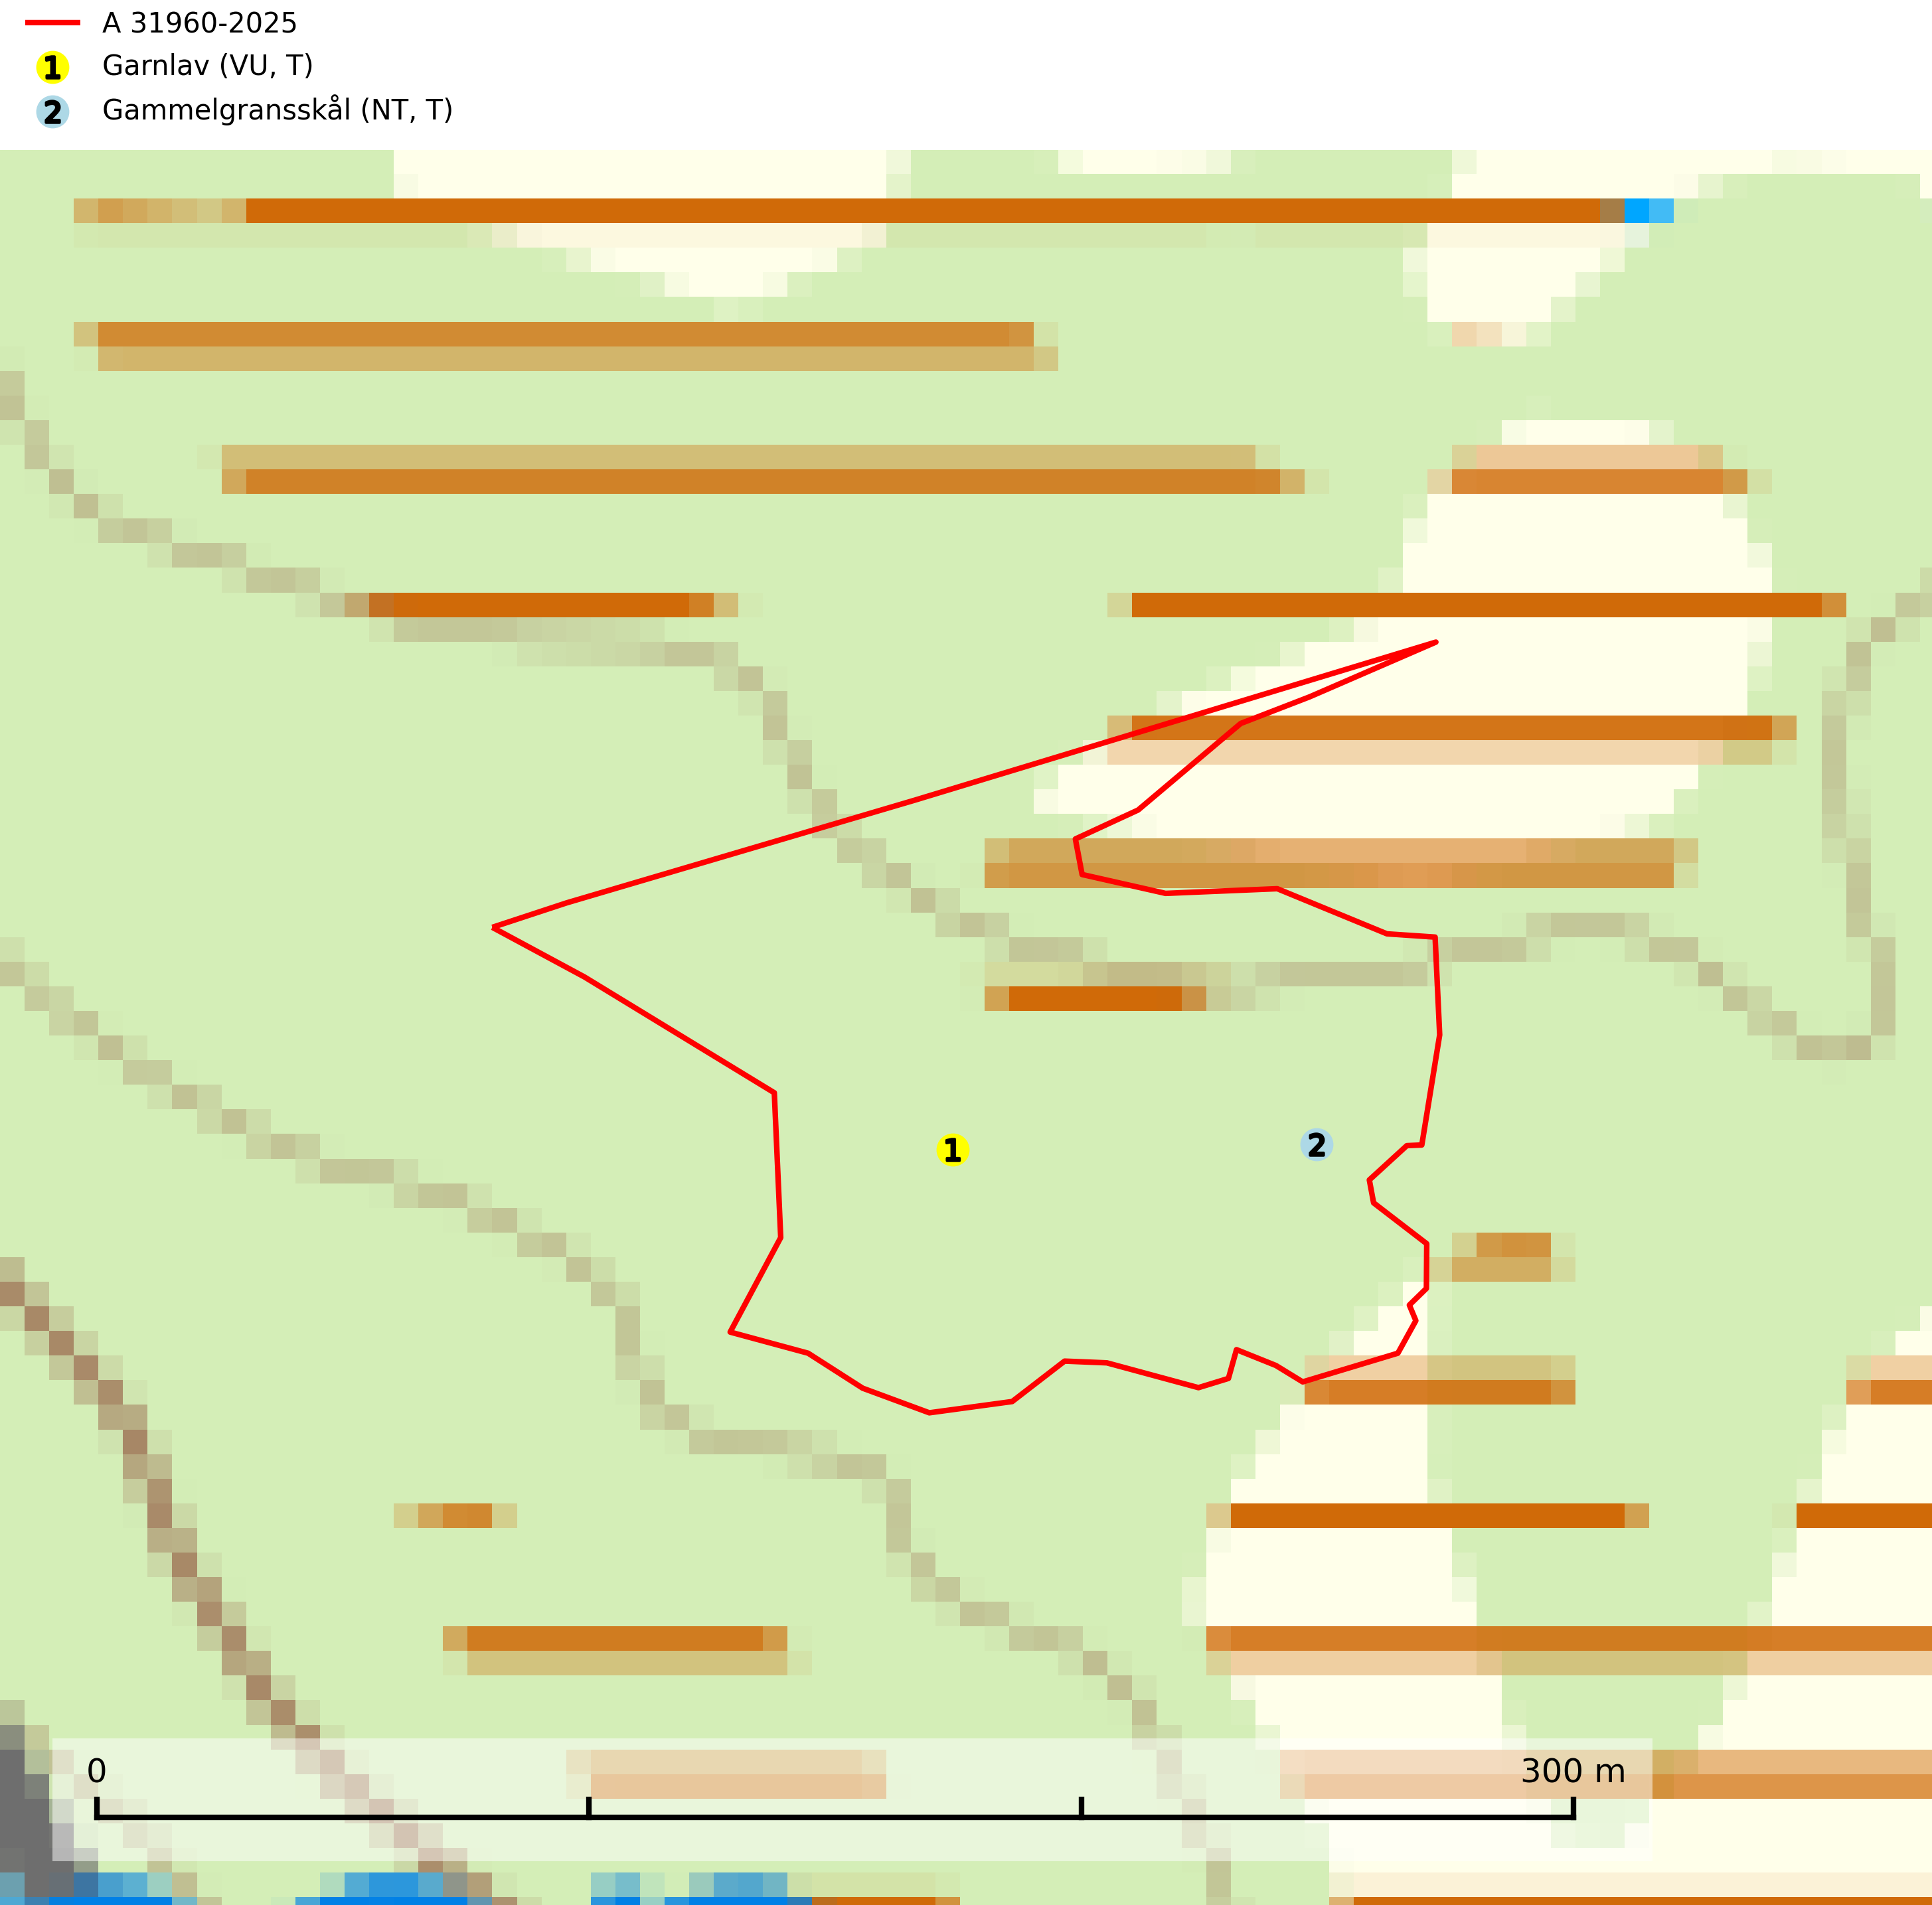 A 31960-2025
1 Garnlav (VU, T)
2 Gammelgransskål (NT, T)
1
2
0
300 m